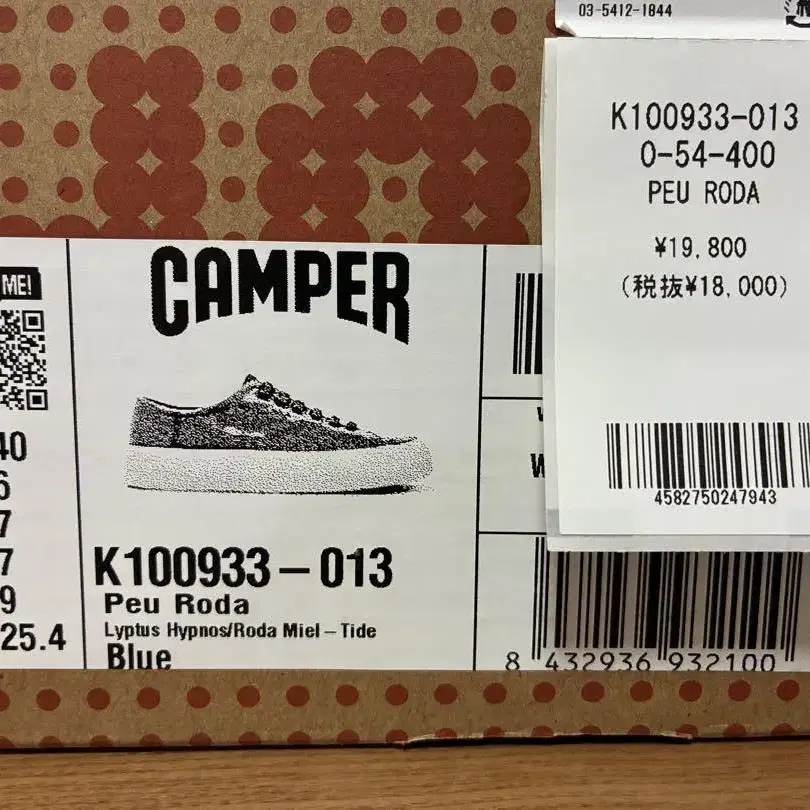 03-5412-1844
K100933-013
0-54-400
PEU RODA
¥19,800
(税抜¥18,000)
4582750247943
ME!
40
6
7
7
9
25.4
CAMPER
K100933-013
Peu Roda
Lyptus Hypnos/Roda Miel-Tide
Blue
8 432936 932100